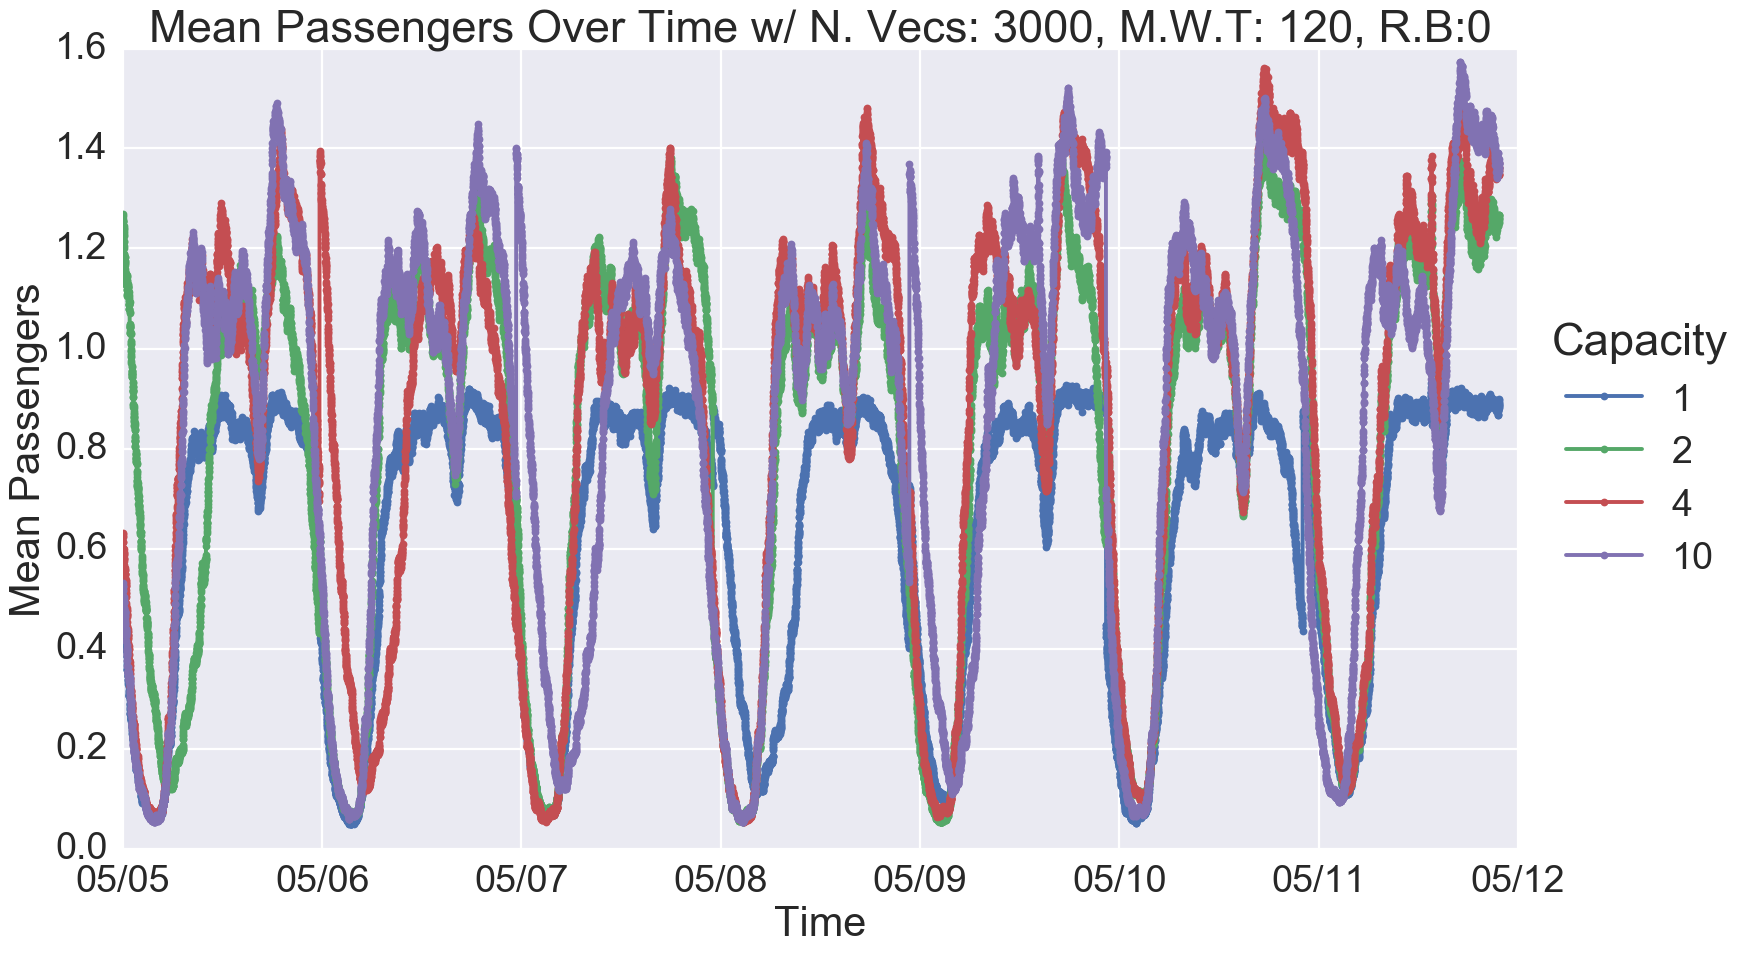 Mean Passengers Over Time w/ N. Vecs: 3000, M.W.T: 120, R.B:0
1.6
1.4
1.2
1.0
0.8
0.6
0.4
0.2
0.0
Mean Passengers
05/05 05/06 05/07 05/08 05/09 05/10 05/11 05/12
Time
Capacity
1
2
4
10